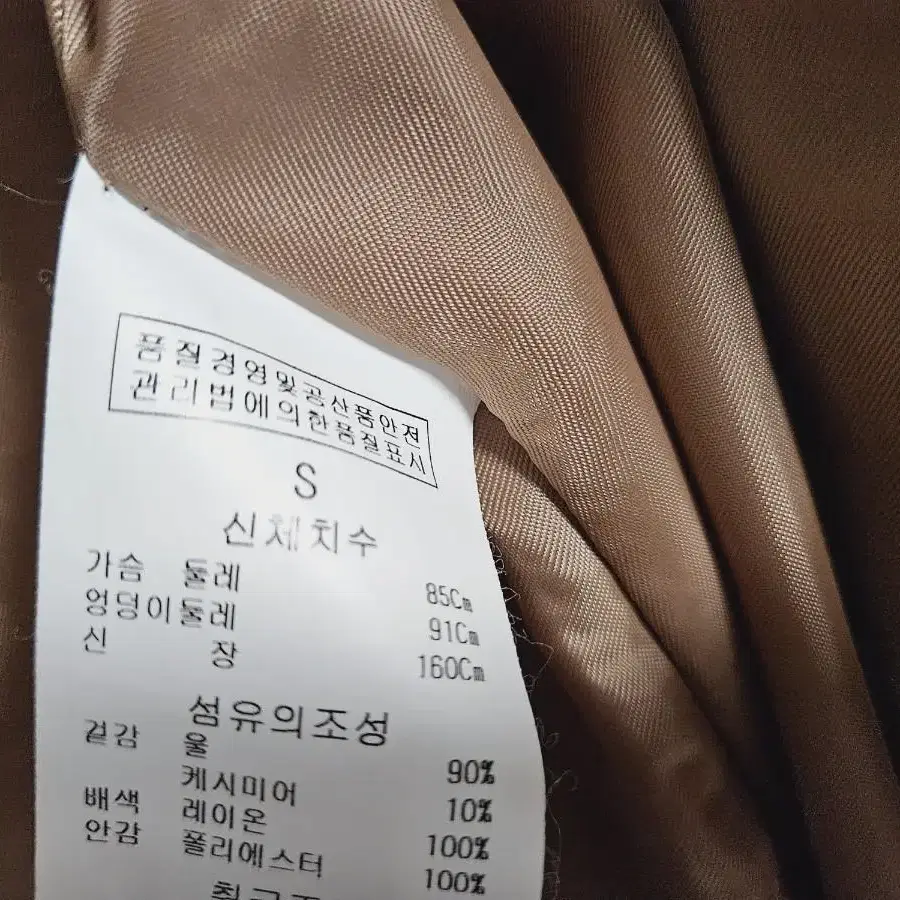 품질경영및공산품안전
관리법에의한품질표시
S
신체치수
가슴 둘레 85Cm
엉덩이둘레 91Cm
신 장 160Cm
섬유의조성
겉감 울 90%
케시미어 10%
배색 레이온 100%
안감 폴리에스터 100%